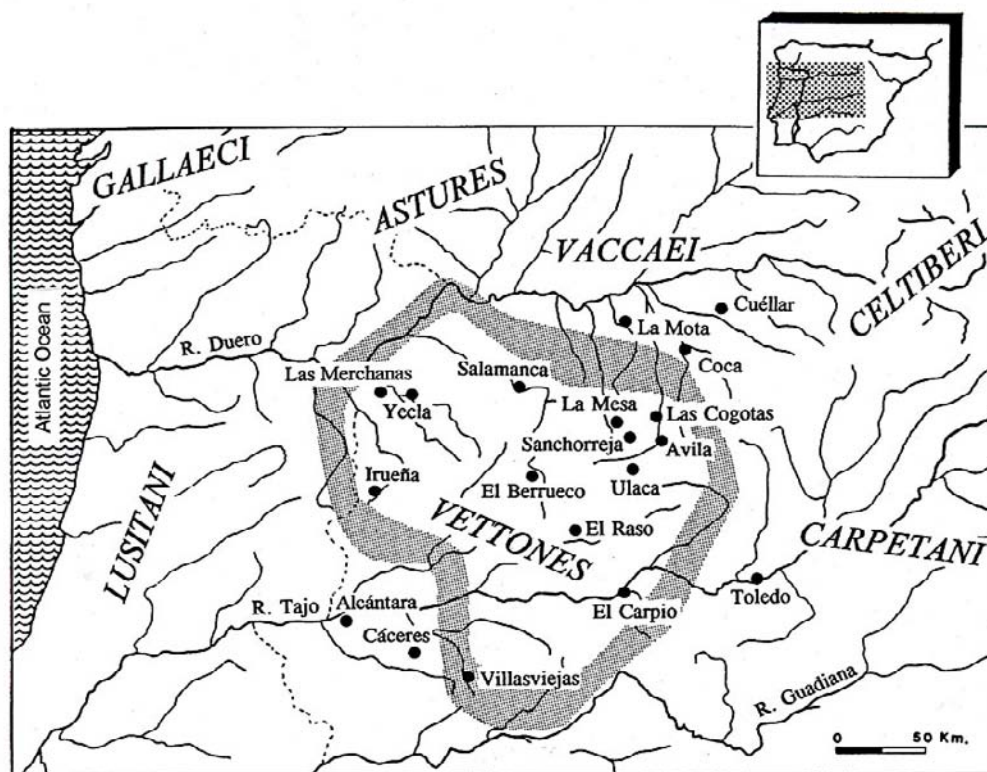 GALLAECI
ASTURES
VACCAEI
CELTIBERI
Atlantic Ocean
Cuéllar
La Mota
R. Duero
Coca
Las Merchanas
Salamanca
Yecla
La Mesa
Las Cogotas
Sanchorreja
Avila
Irueña
El Berrueco
Ulaca
LUSITANI
VETTONES
El Raso
CARPETANI
R. Tajo
Alcántara
El Carpio
Toledo
Cáceres
Villasviejas
R. Guadiana
0 50 Km.